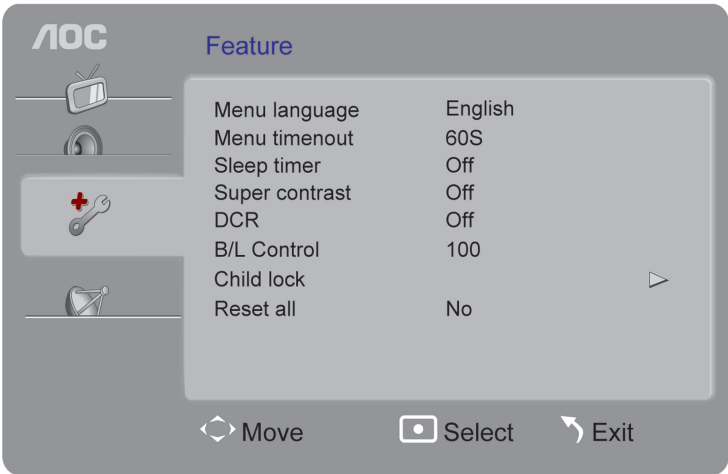 AOC
Feature
Menu language English
Menu timenout 60S
Sleep timer Off
Super contrast Off
DCR Off
B/L Control 100
Child lock
Reset all No
Move Select Exit